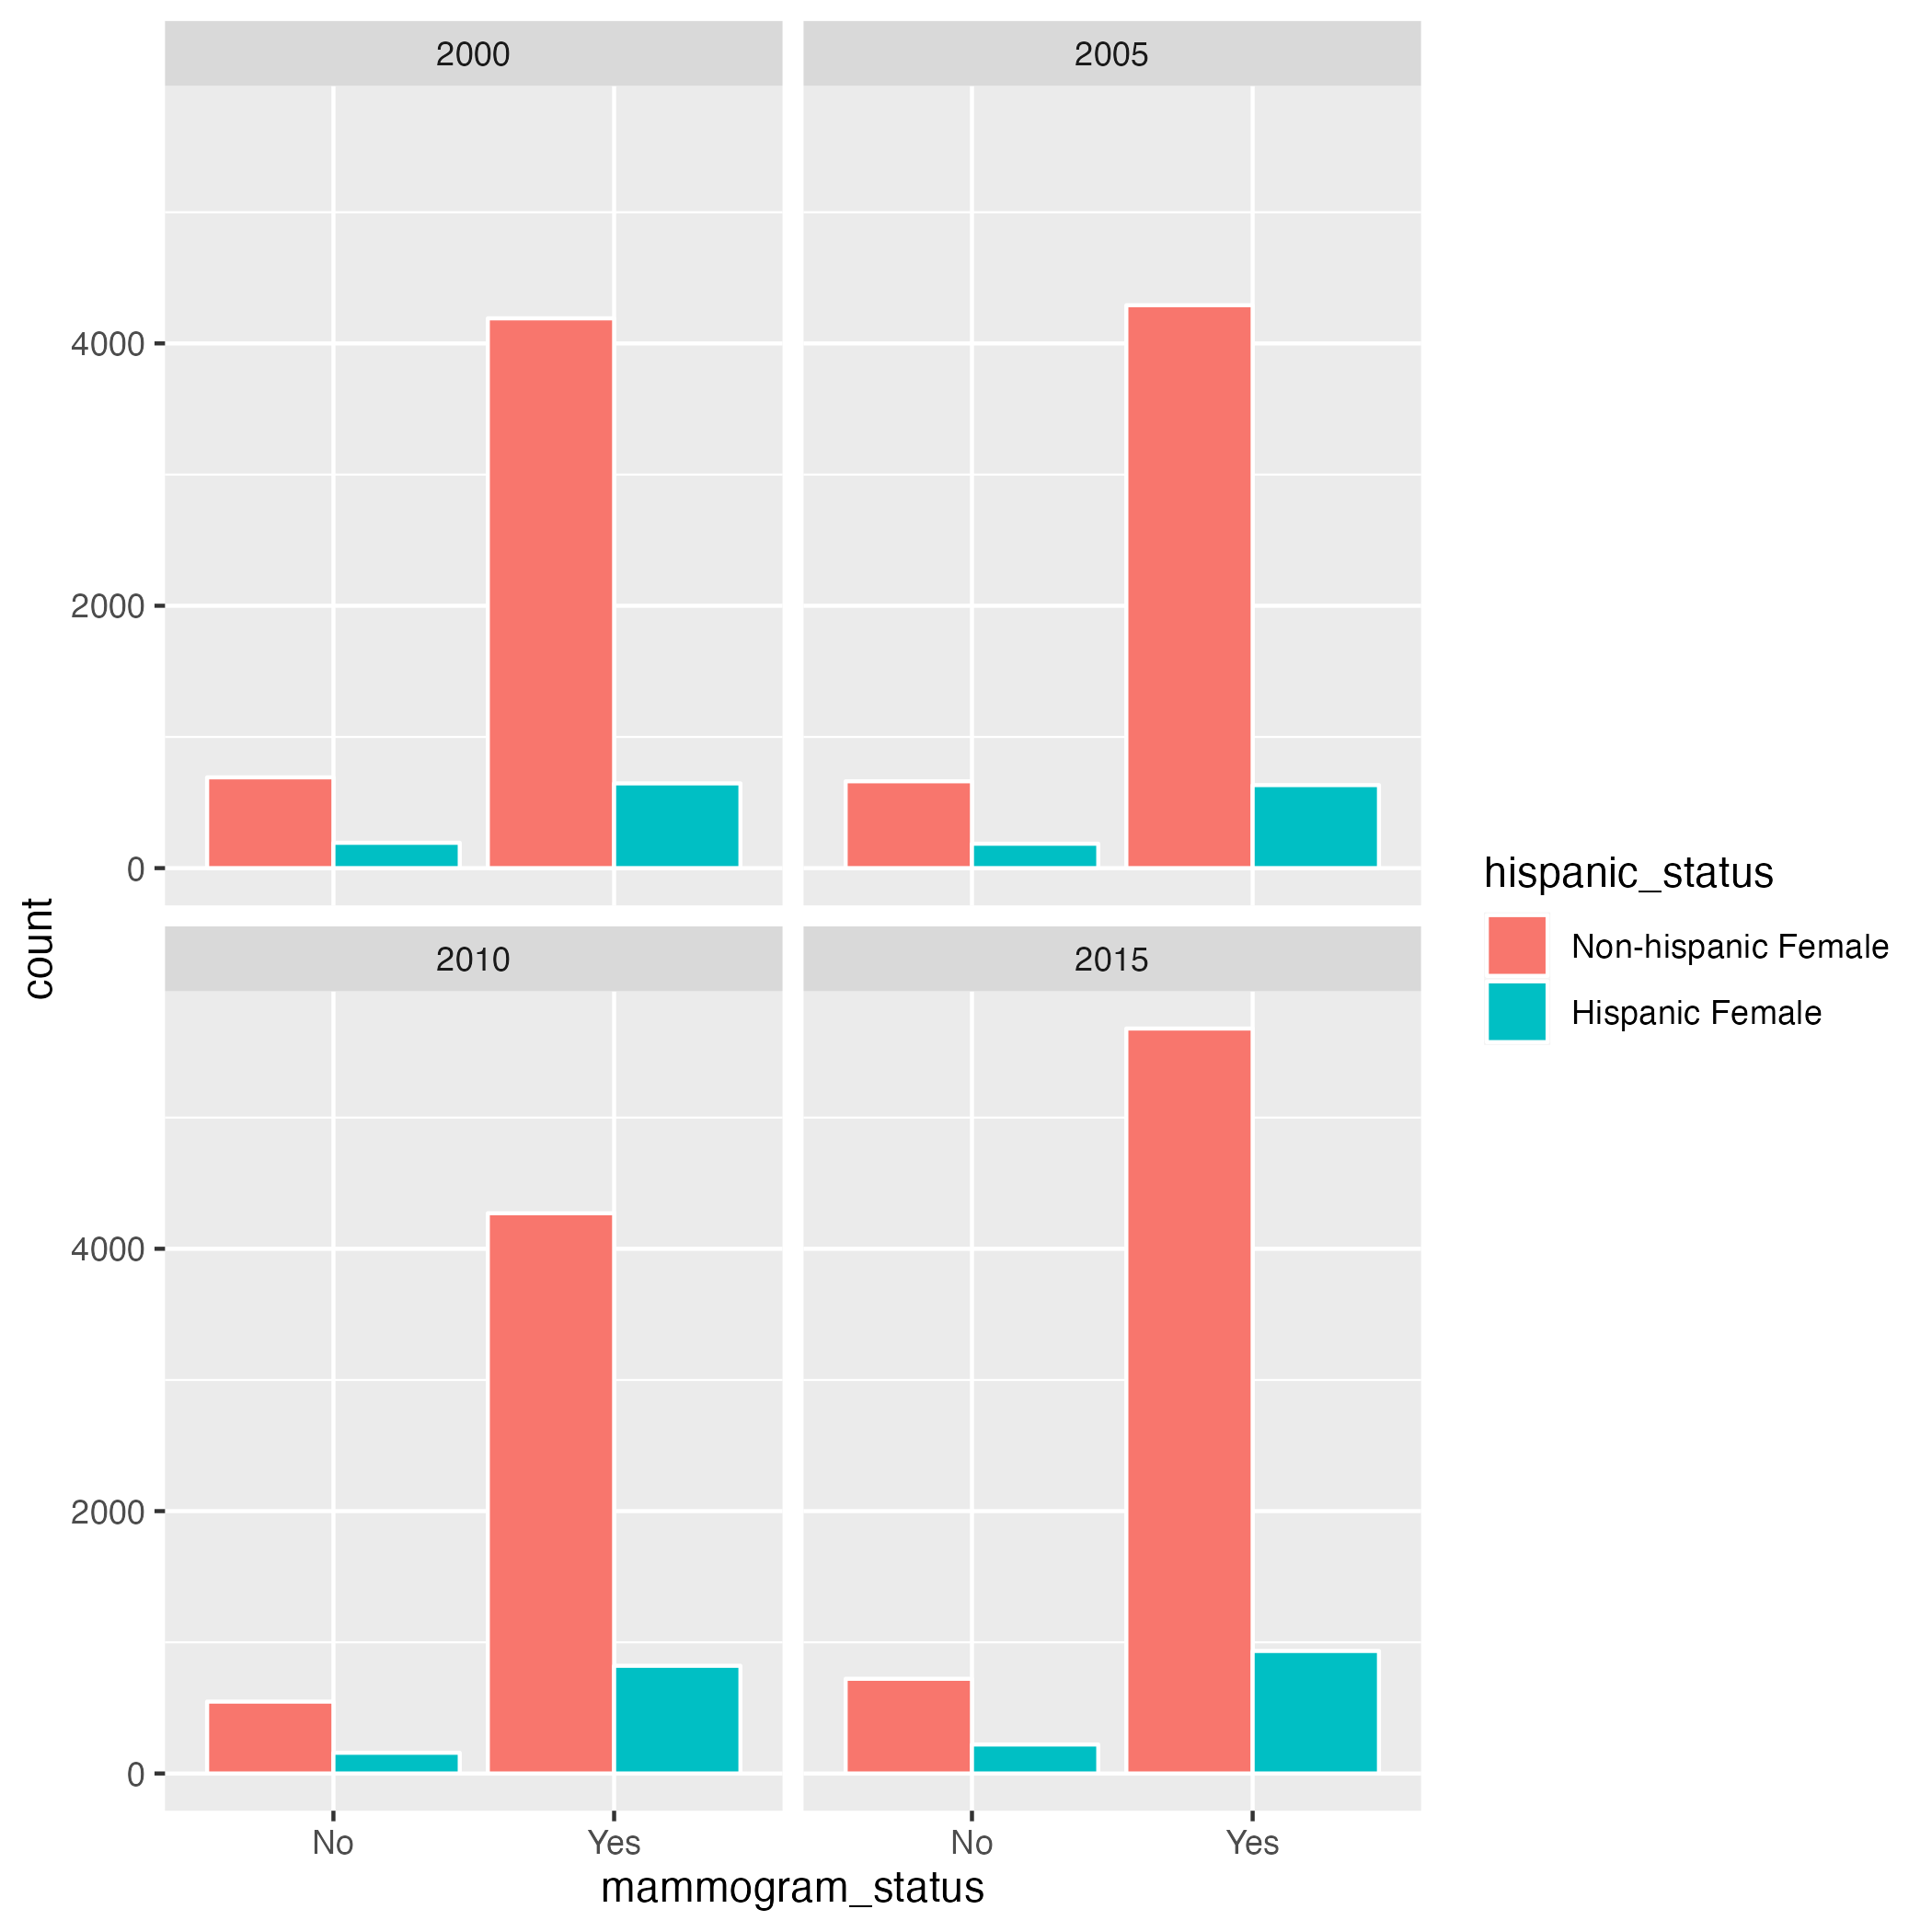 2000
2005
4000
2000
0
count
2010
2015
4000
2000
0
No
Yes
No
Yes
mammogram_status
hispanic_status
Non-hispanic Female
Hispanic Female